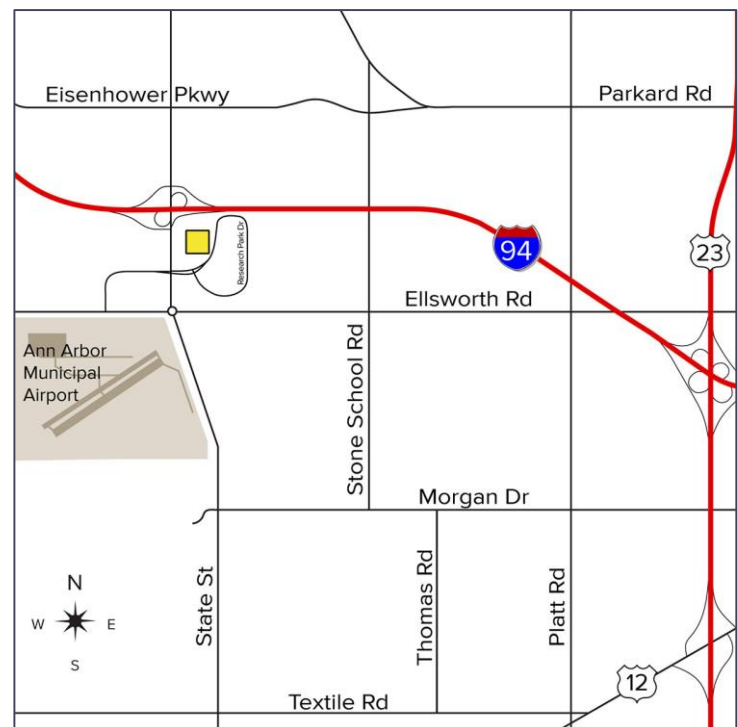 Eisenhower Pkwy
Parkard Rd
94
23
Research Park Dr
Ellsworth Rd
Ann Arbor
Municipal
Airport
Stone School Rd
Morgan Dr
State St
Thomas Rd
Platt Rd
N
W
E
S
12
Textile Rd